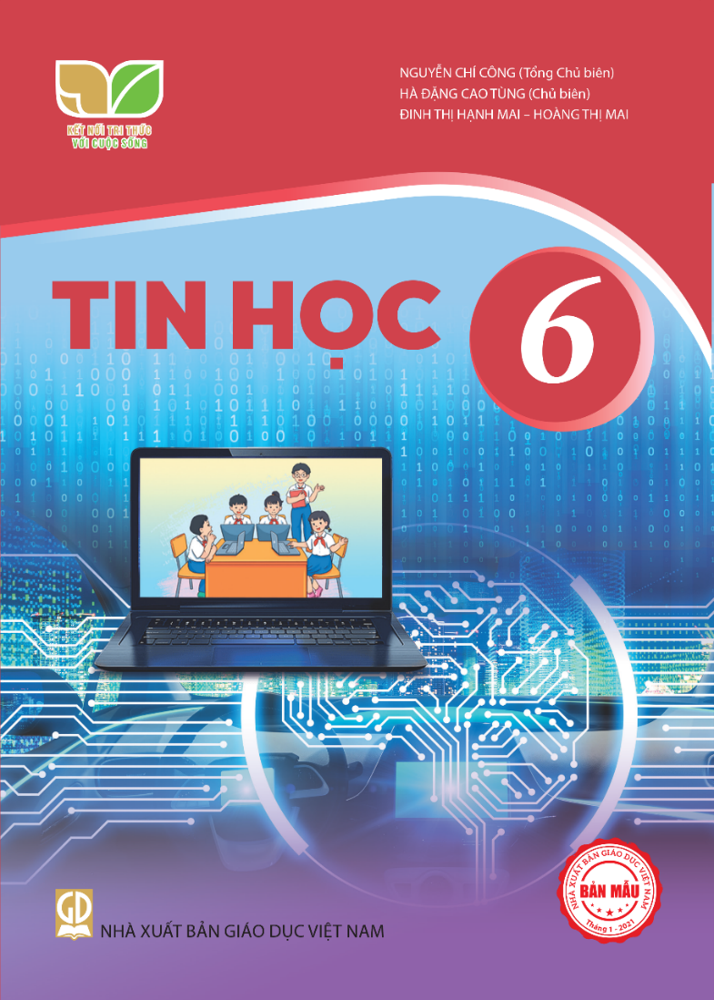 KẾT NỐI TRI THỨC
VỚI CUỘC SỐNG
NGUYỄN CHÍ CÔNG (Tổng Chủ biên)
HÀ ĐẶNG CAO TÙNG (Chủ biên)
ĐINH THỊ HẠNH MAI – HOÀNG THỊ MAI
TIN HỌC 6
GD
NHÀ XUẤT BẢN GIÁO DỤC VIỆT NAM
NHÀ XUẤT BẢN GIÁO DỤC VIỆT NAM
BẢN MẪU
Tháng 1 - 2021